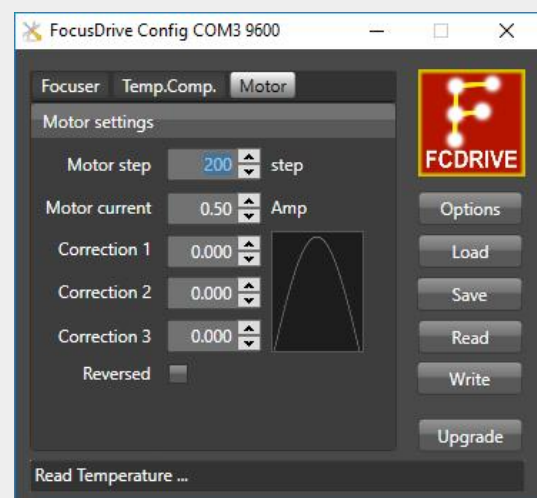 FocusDrive Config COM3 9600
Focuser Temp.Comp. Motor
Motor settings
Motor step 200 step
Motor current 0.50 Amp
Correction 1 0.000
Correction 2 0.000
Correction 3 0.000
Reversed
FCDRIVE
Options
Load
Save
Read
Write
Upgrade
Read Temperature ...